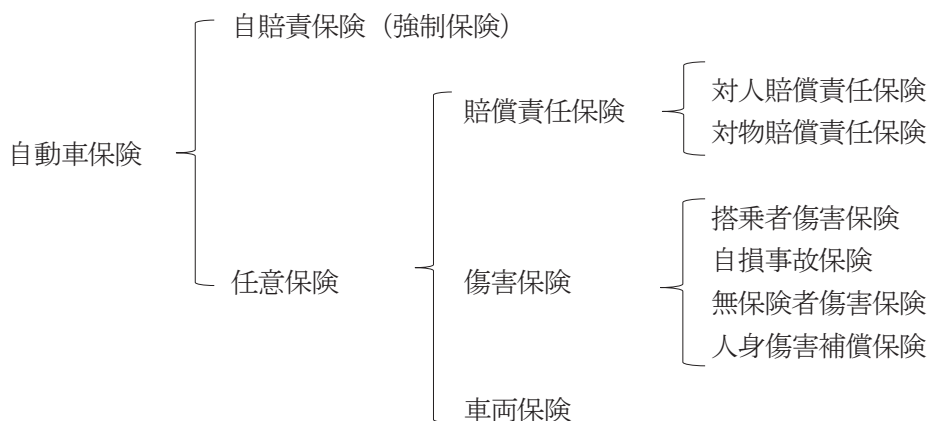 自賠責保険（強制保険）
対人賠償責任保険
賠償責任保険
対物賠償責任保険
自動車保険
搭乗者傷害保険
自損事故保険
任意保険
傷害保険
無保険者傷害保険
人身傷害補償保険
車両保険